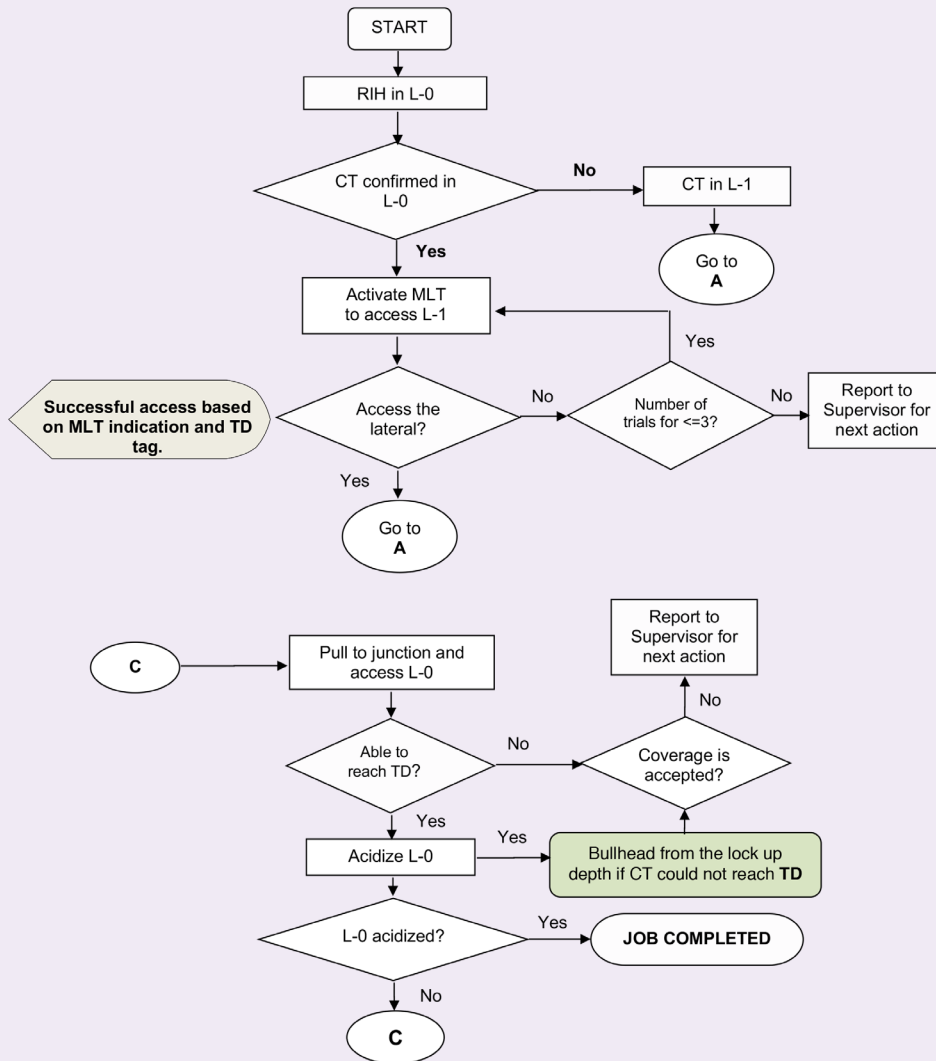 START
RIH in L-0
CT confirmed in
L-0
No
CT in L-1
Go to
A
Yes
Activate MLT
to access L-1
Yes
Successful access based
on MLT indication and TD
tag.
Access the
lateral?
No
Number of
trials for <=3?
No
Report to
Supervisor for
next action
Yes
Go to
A
C
Pull to junction and
access L-0
Report to
Supervisor for
next action
No
Able to
reach TD?
No
Coverage is
accepted?
Yes
Acidize L-0
Yes
Bullhead from the lock up
depth if CT could not reach TD
L-0 acidized?
Yes
JOB COMPLETED
No
C